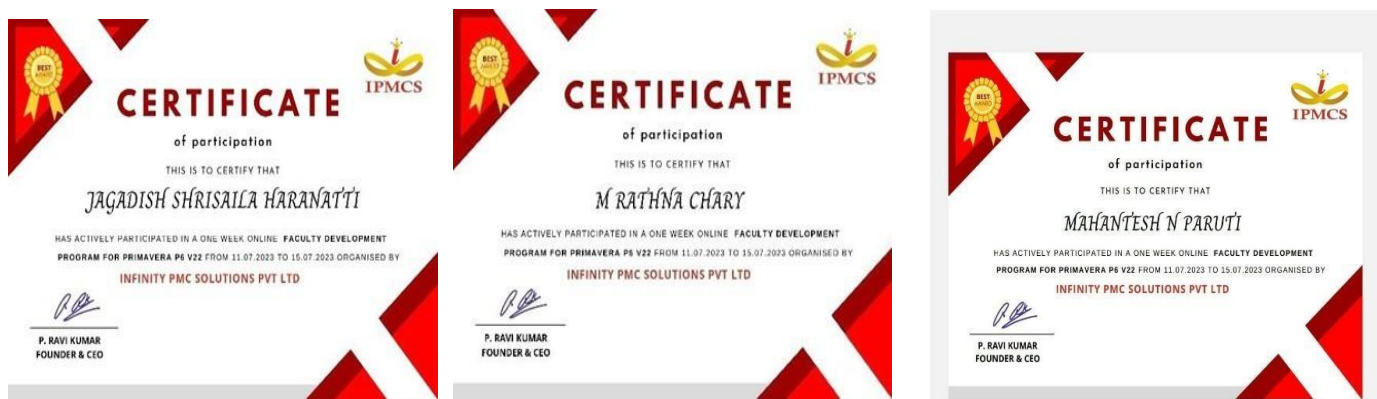 BEST
AWARD
IPMCS
CERTIFICATE
of participation
THIS IS TO CERTIFY THAT
JAGADISH SHRISAILA HARANATTI
HAS ACTIVELY PARTICIPATED IN A ONE WEEK ONLINE FACULTY DEVELOPMENT
PROGRAM FOR PRIMAVERA P6 V22 FROM 11.07.2023 TO 15.07.2023 ORGANISED BY
INFINITY PMC SOLUTIONS PVT LTD
P. RAVI KUMAR
FOUNDER & CEO
BEST
AWARD
IPMCS
CERTIFICATE
of participation
THIS IS TO CERTIFY THAT
M RATHNA CHARY
HAS ACTIVELY PARTICIPATED IN A ONE WEEK ONLINE FACULTY DEVELOPMENT
PROGRAM FOR PRIMAVERA P6 V22 FROM 11.07.2023 TO 15.07.2023 ORGANISED BY
INFINITY PMC SOLUTIONS PVT LTD
P. RAVI KUMAR
FOUNDER & CEO
BEST
AWARD
IPMCS
CERTIFICATE
of participation
THIS IS TO CERTIFY THAT
MAHANTESH N PARUTI
HAS ACTIVELY PARTICIPATED IN A ONE WEEK ONLINE FACULTY DEVELOPMENT
PROGRAM FOR PRIMAVERA P6 V22 FROM 11.07.2023 TO 15.07.2023 ORGANISED BY
INFINITY PMC SOLUTIONS PVT LTD
P. RAVI KUMAR
FOUNDER & CEO